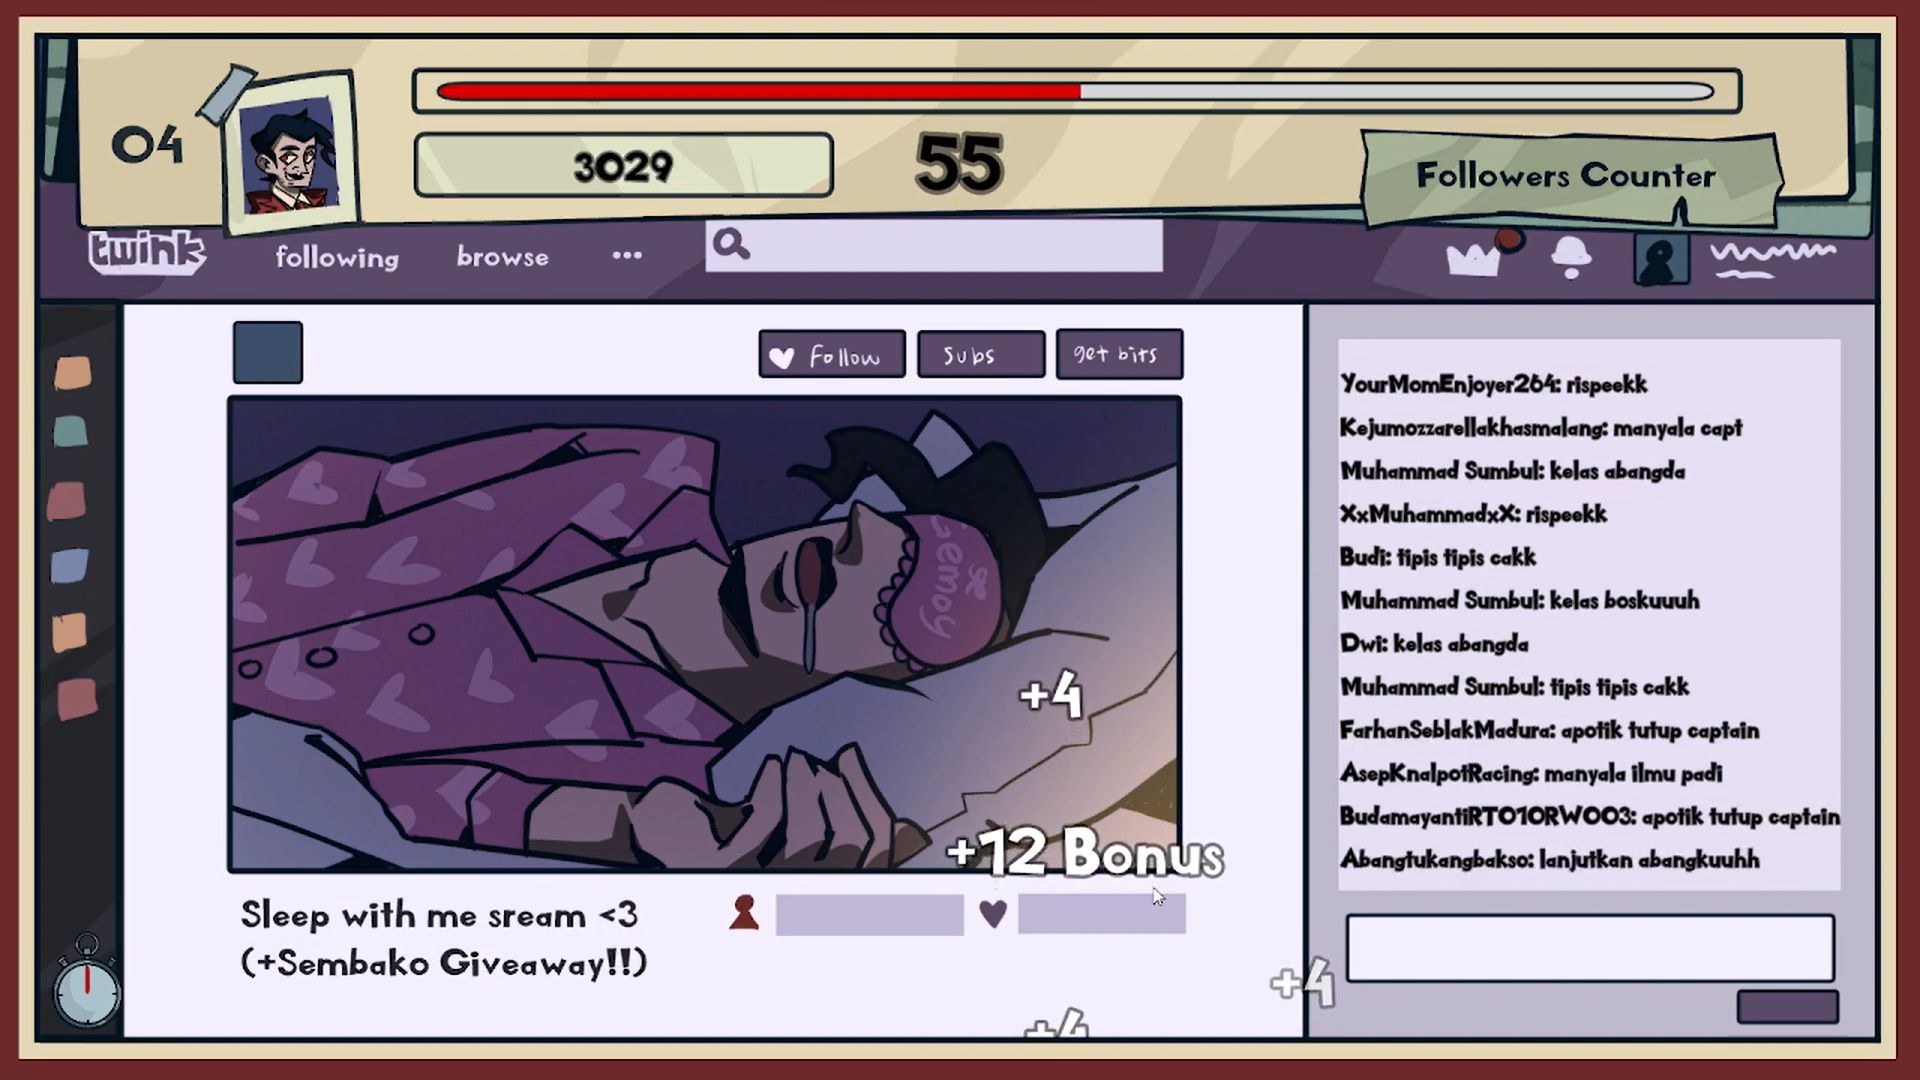 04
3029
55
Followers Counter
twink
following
browse
...
Follow
Subs
get bits
Gemoy
+4
+12 Bonus
Sleep with me sream <3
(+Sembako Giveaway!!)
+4
+4
YourMomEnjoyer264: rispeekk
Kejumozzarellakhasmalang: manyala capt
Muhammad Sumbul: kelas abangda
XxMuhammadxX: rispeekk
Budi: tipis tipis cakk
Muhammad Sumbul: kelas boskuuuh
Dwi: kelas abangda
Muhammad Sumbul: tipis tipis cakk
FarhanSeblakMadura: apotik tutup captain
AsepKnalpotRacing: manyala ilmu padi
BudamayantiRT010RW003: apotik tutup captain
Abangtukangbakso: lanjutkan abangkuuhh